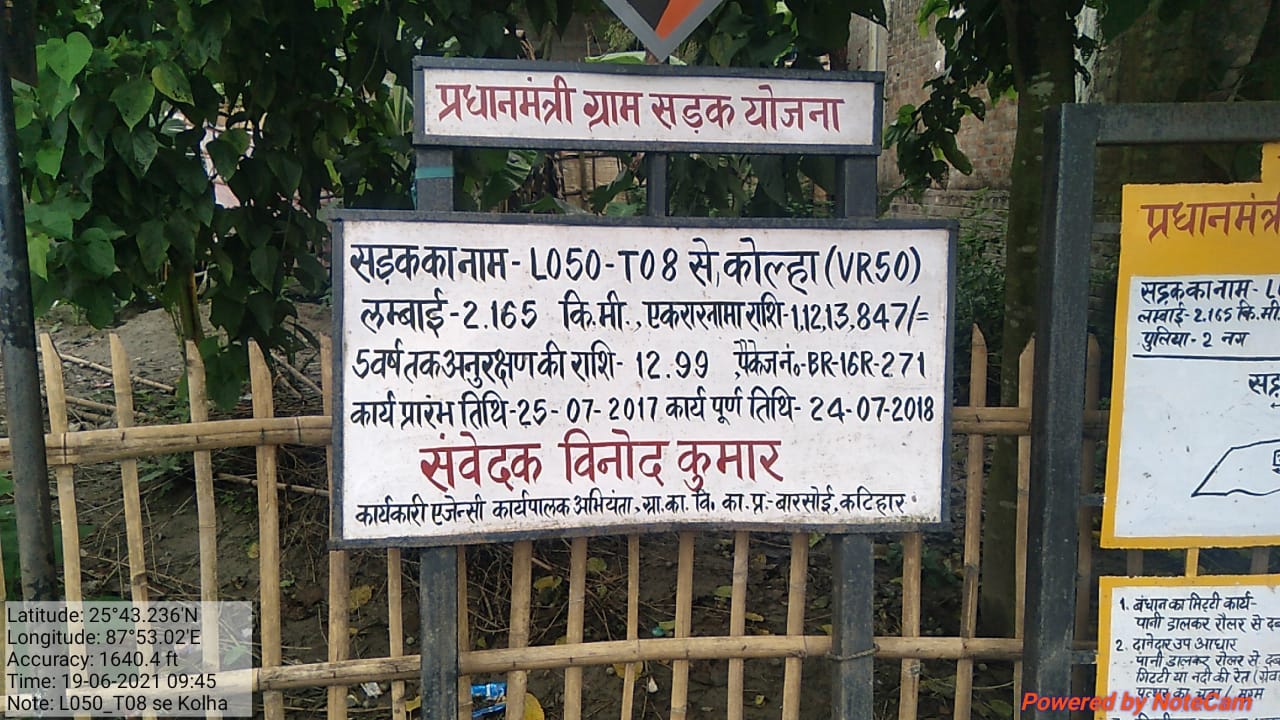 प्रधानमंत्री ग्राम सड़क योजना
सड़क का नाम - L050-T08 से, कोल्हा (VR50)
लम्बाई - 2.165 कि.मी., एकरारनामा राशि - 1,12,13,847/=
5 वर्ष तक अनुरक्षण की राशि - 12.99 ,पैकेज नं॰- BR-16R-271
कार्य प्रारंभ तिथि - 25-07-2017 कार्य पूर्ण तिथि - 24-07-2018
संवेदक विनोद कुमार
कार्यकारी एजेन्सी कार्यपालक अभियंता, ग्रा.का. वि. का. प्र.- बारसोई, कटिहार
प्रधानमंत्री
सड़क का नाम -
लम्बाई - 2.165 कि.मी.
पुलिया - 2 नग
1. बंधान का मिट्टी कार्य-
पानी डालकर रौलर से
2. दानेदार उप आधार
पानी डालकर रोलर से
मिटटी या नदी की रेत
Latitude: 25°43.236'N
Longitude: 87°53.02'E
Accuracy: 1640.4 ft
Time: 19-06-2021 09:45
Note: L050_T08 se Kolha
Powered by NoteCam